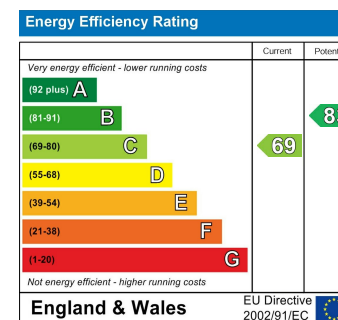 Energy Efficiency Rating
Current
Very energy efficient - lower running costs
(92 plus) A
(81-91) B
(69-80) C
69
(55-68) D
(39-54) E
(21-38) F
(1-20) G
Not energy efficient - higher running costs
England & Wales
EU Directive
2002/91/EC